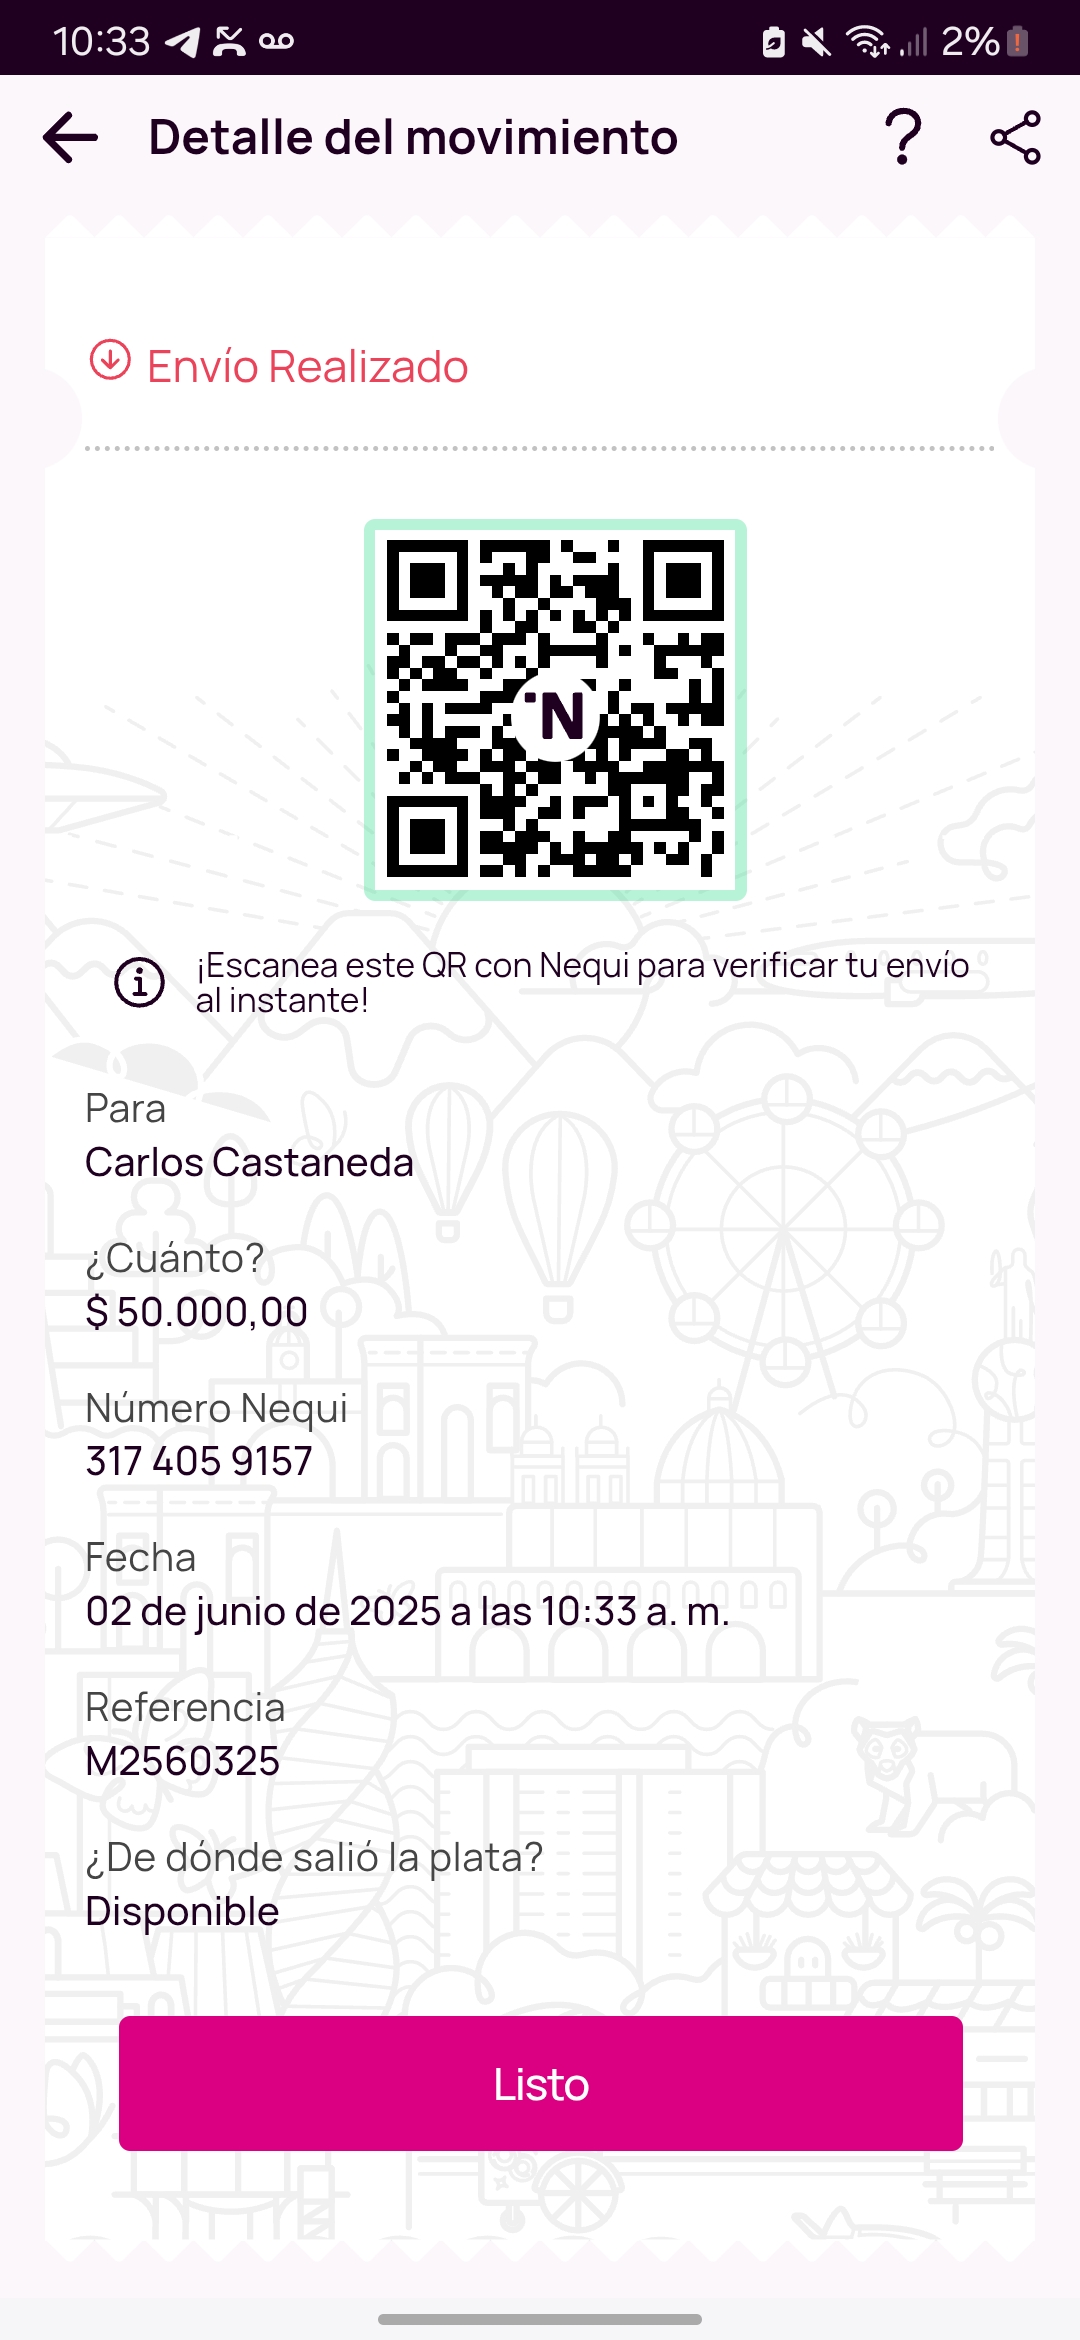 10:33
2%
Detalle del movimiento
Envío Realizado
N
¡Escanea este QR con Nequi para verificar tu envío
al instante!
Para
Carlos Castaneda
¿Cuánto?
$ 50.000,00
Número Nequi
317 405 9157
Fecha
02 de junio de 2025 a las 10:33 a. m.
Referencia
M2560325
¿De dónde salió la plata?
Disponible
Listo